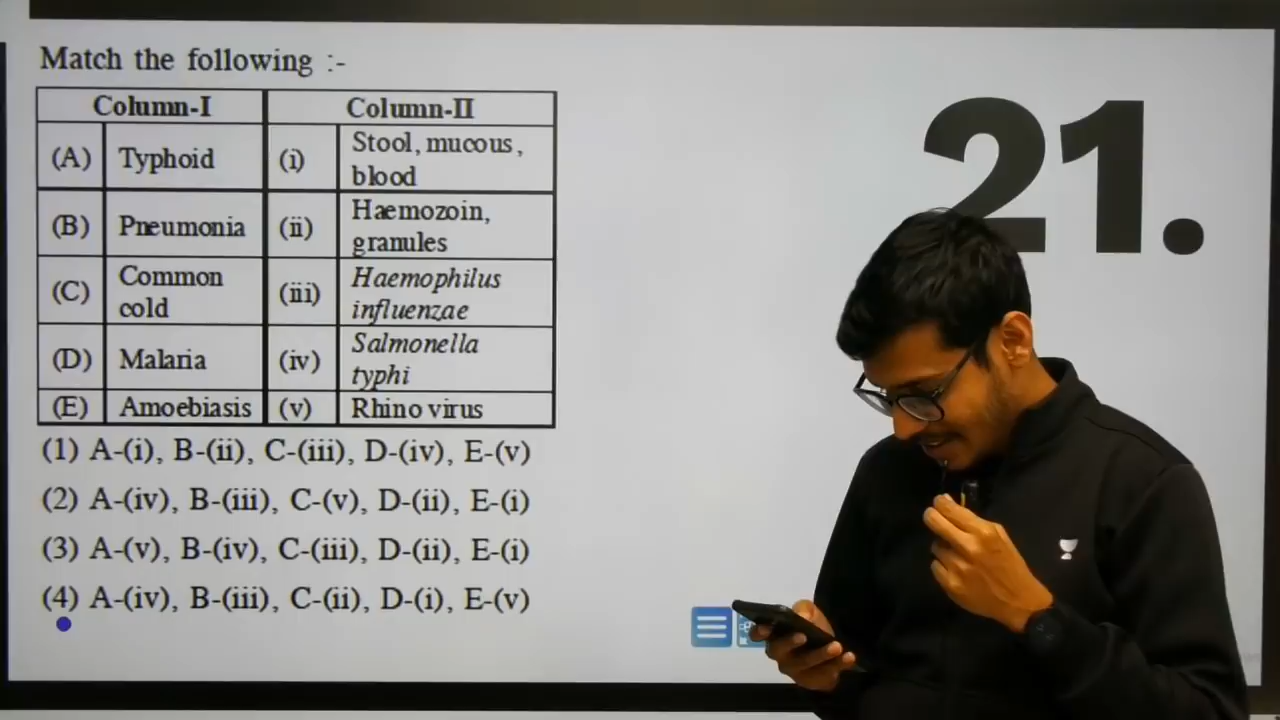 Match the following :-
Column-I Column-II
(A) Typhoid (i) Stool, mucous,
blood
(B) Pneumonia (ii) Haemozoin,
granules
(C) Common
cold (iii) Haemophilus
influenzae
(D) Malaria (iv) Salmonella
typhi
(E) Amoebiasis (v) Rhino virus
(1) A-(i), B-(ii), C-(iii), D-(iv), E-(v)
(2) A-(iv), B-(iii), C-(v), D-(ii), E-(i)
(3) A-(v), B-(iv), C-(iii), D-(ii), E-(i)
(4) A-(iv), B-(iii), C-(ii), D-(i), E-(v)
21.